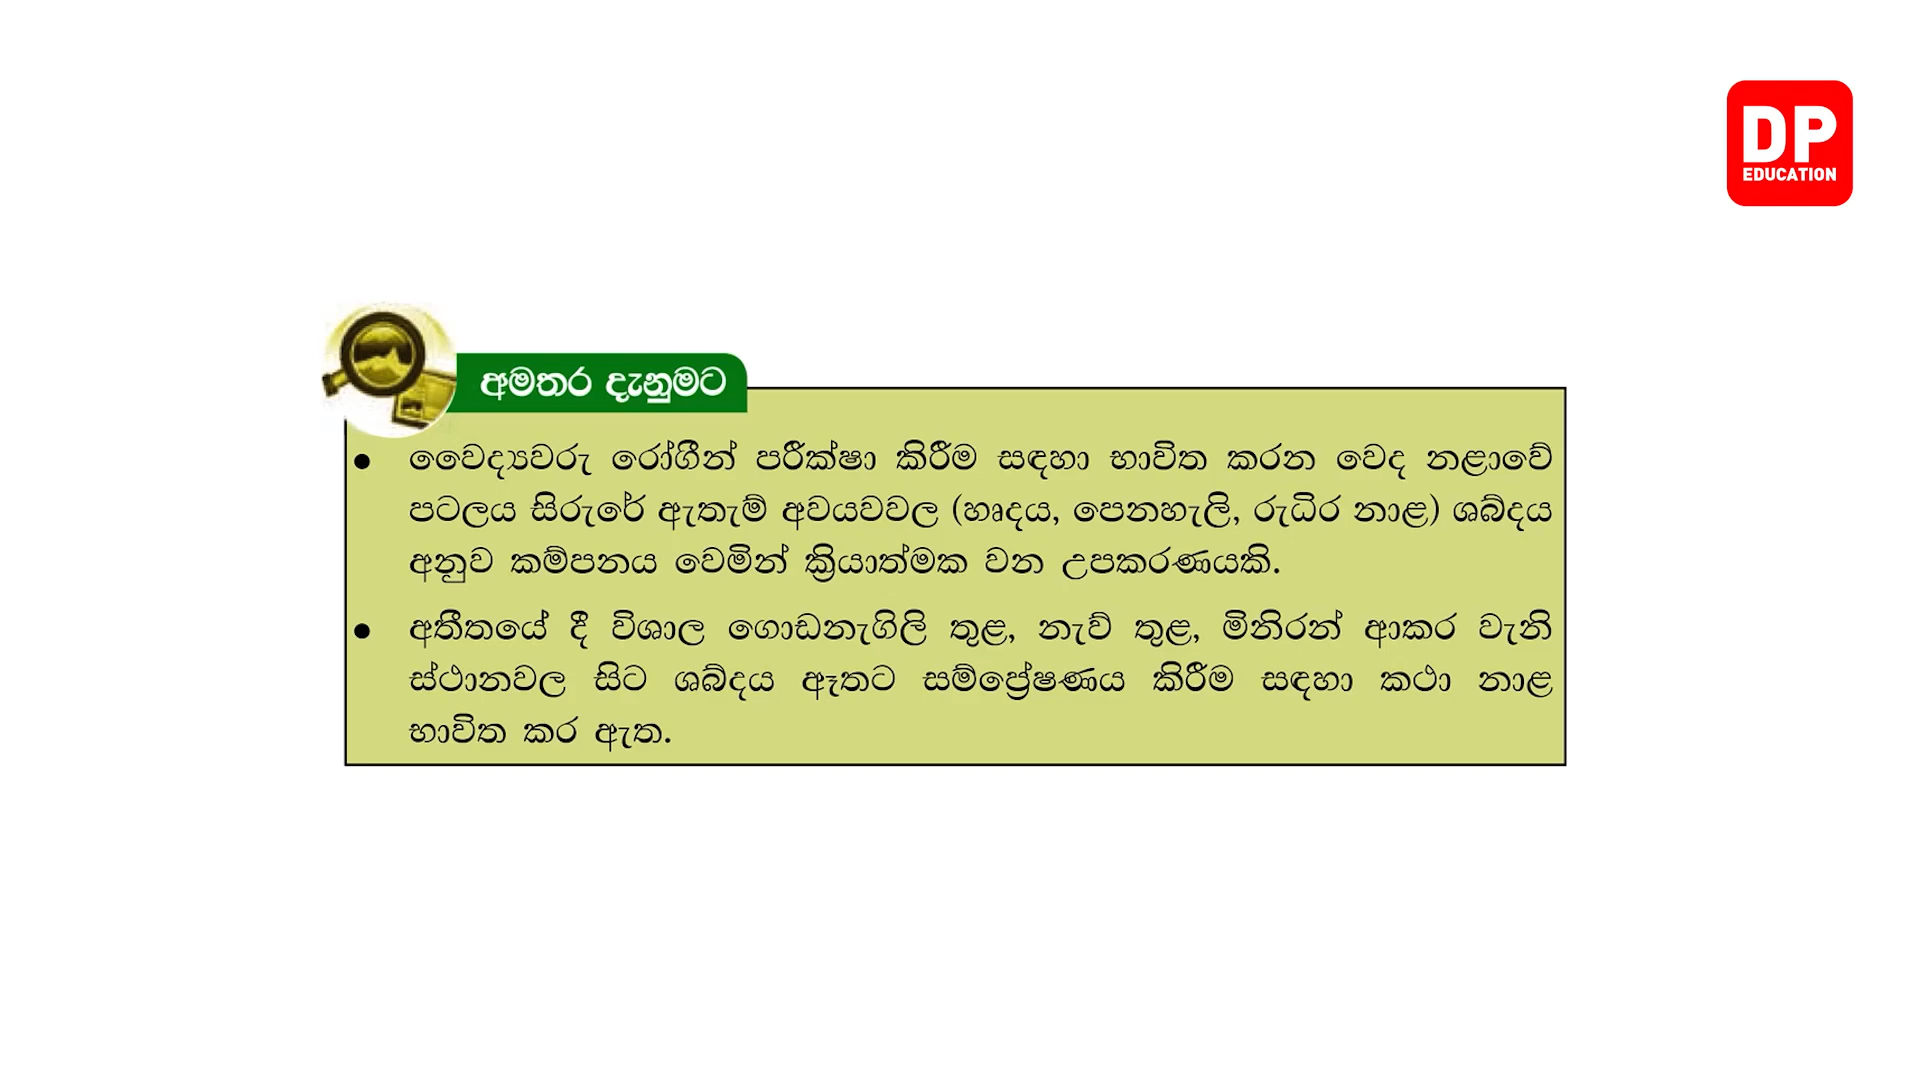 DP
EDUCATION
අමතර දැනුමට
● වෛද්‍යවරු රෝගීන් පරීක්ෂා කිරීම සඳහා භාවිත කරන වෙද නළාවේ
පටලය සිරුරේ ඇතැම් අවයවවල (හෘදය, පෙනහැලි, රුධිර නාළ) ශබ්දය
අනුව කම්පනය වෙමින් ක්‍රියාත්මක වන උපකරණයකි.
● අතීතයේ දී විශාල ගොඩනැගිලි තුළ, නැව් තුළ, මිනිරන් ආකර වැනි
ස්ථානවල සිට ශබ්දය ඈතට සම්ප්‍රේෂණය කිරීම සඳහා කථා නාළ
භාවිත කර ඇත.